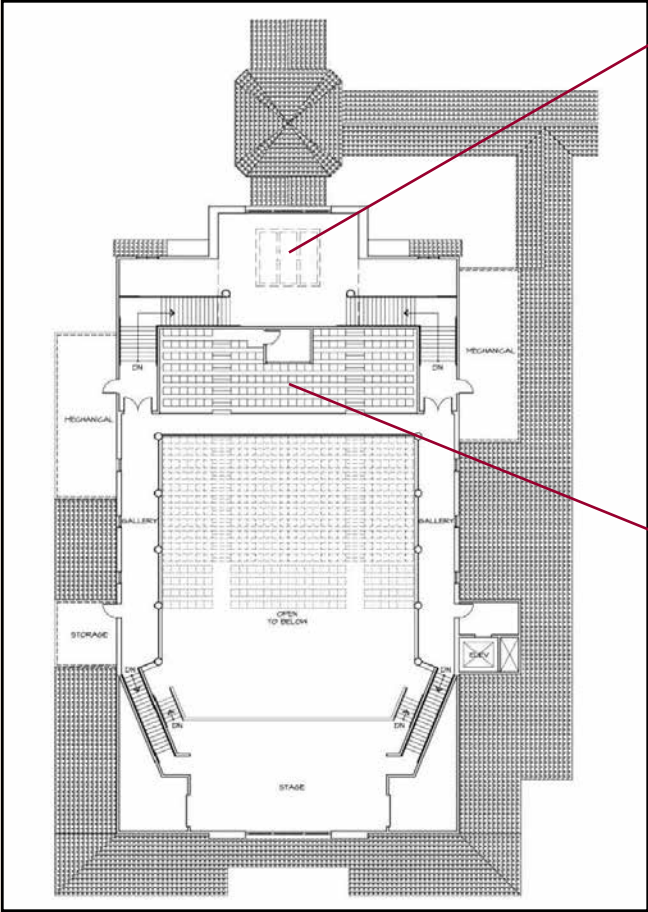 MECHANICAL
DN
DN
MECHANICAL
GALLERY
GALLERY
OPEN
TO BELOW
STORAGE
ELEV
DN
DN
DN
DN
STAGE